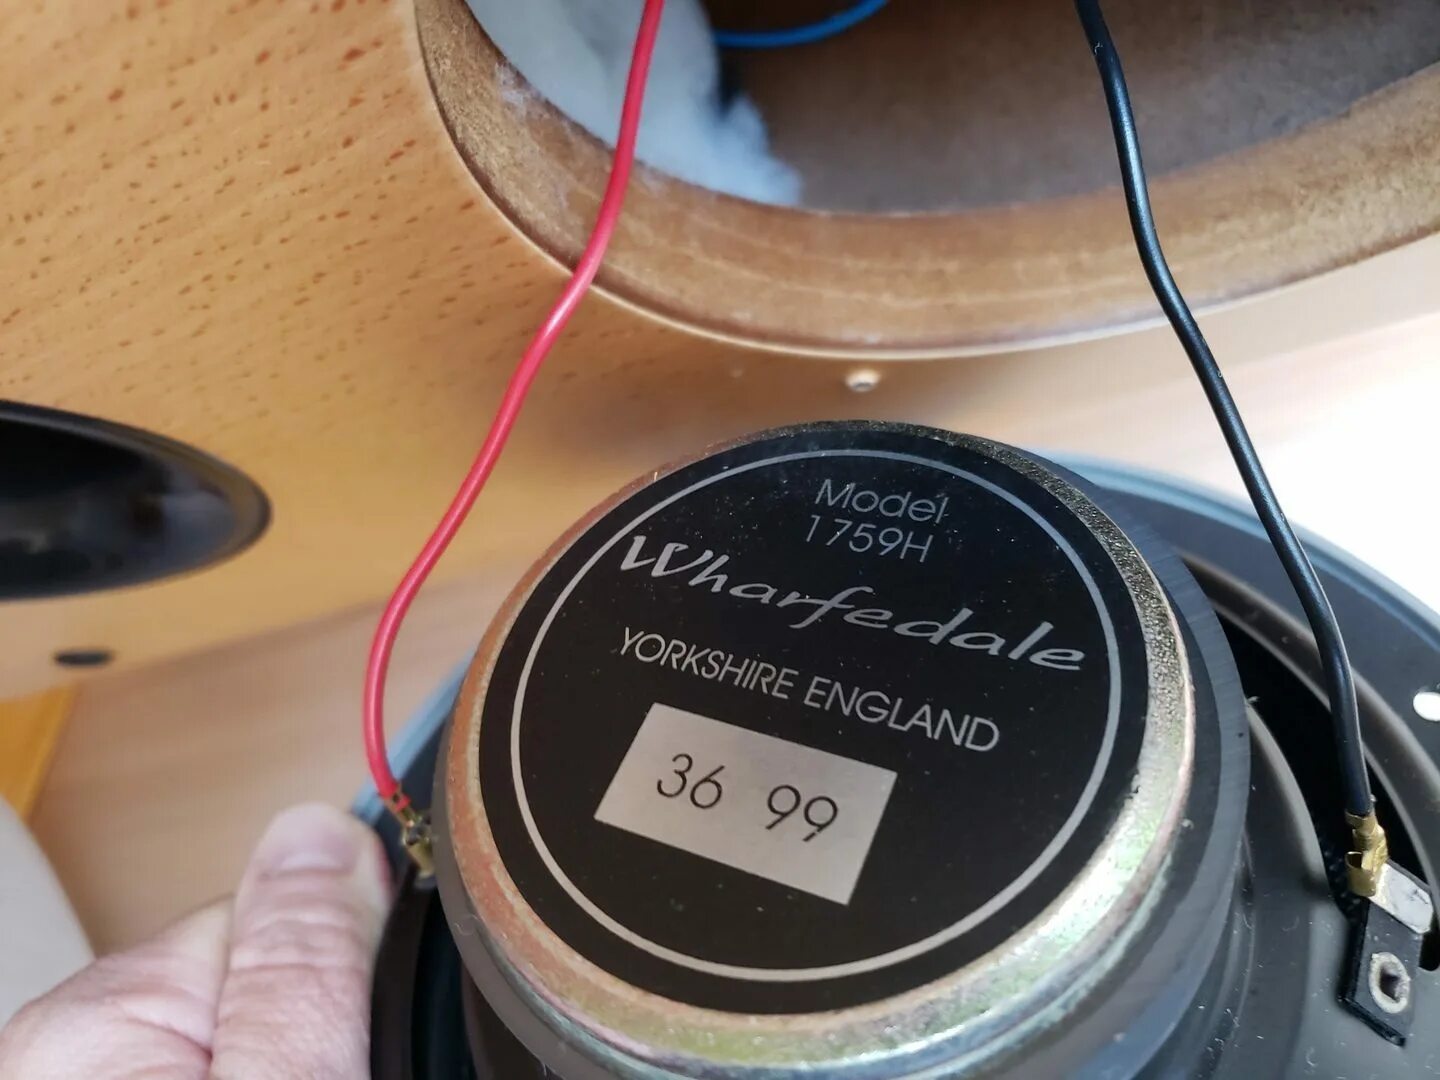 Model
1759H
Wharfedale
YORKSHIRE ENGLAND
36 99